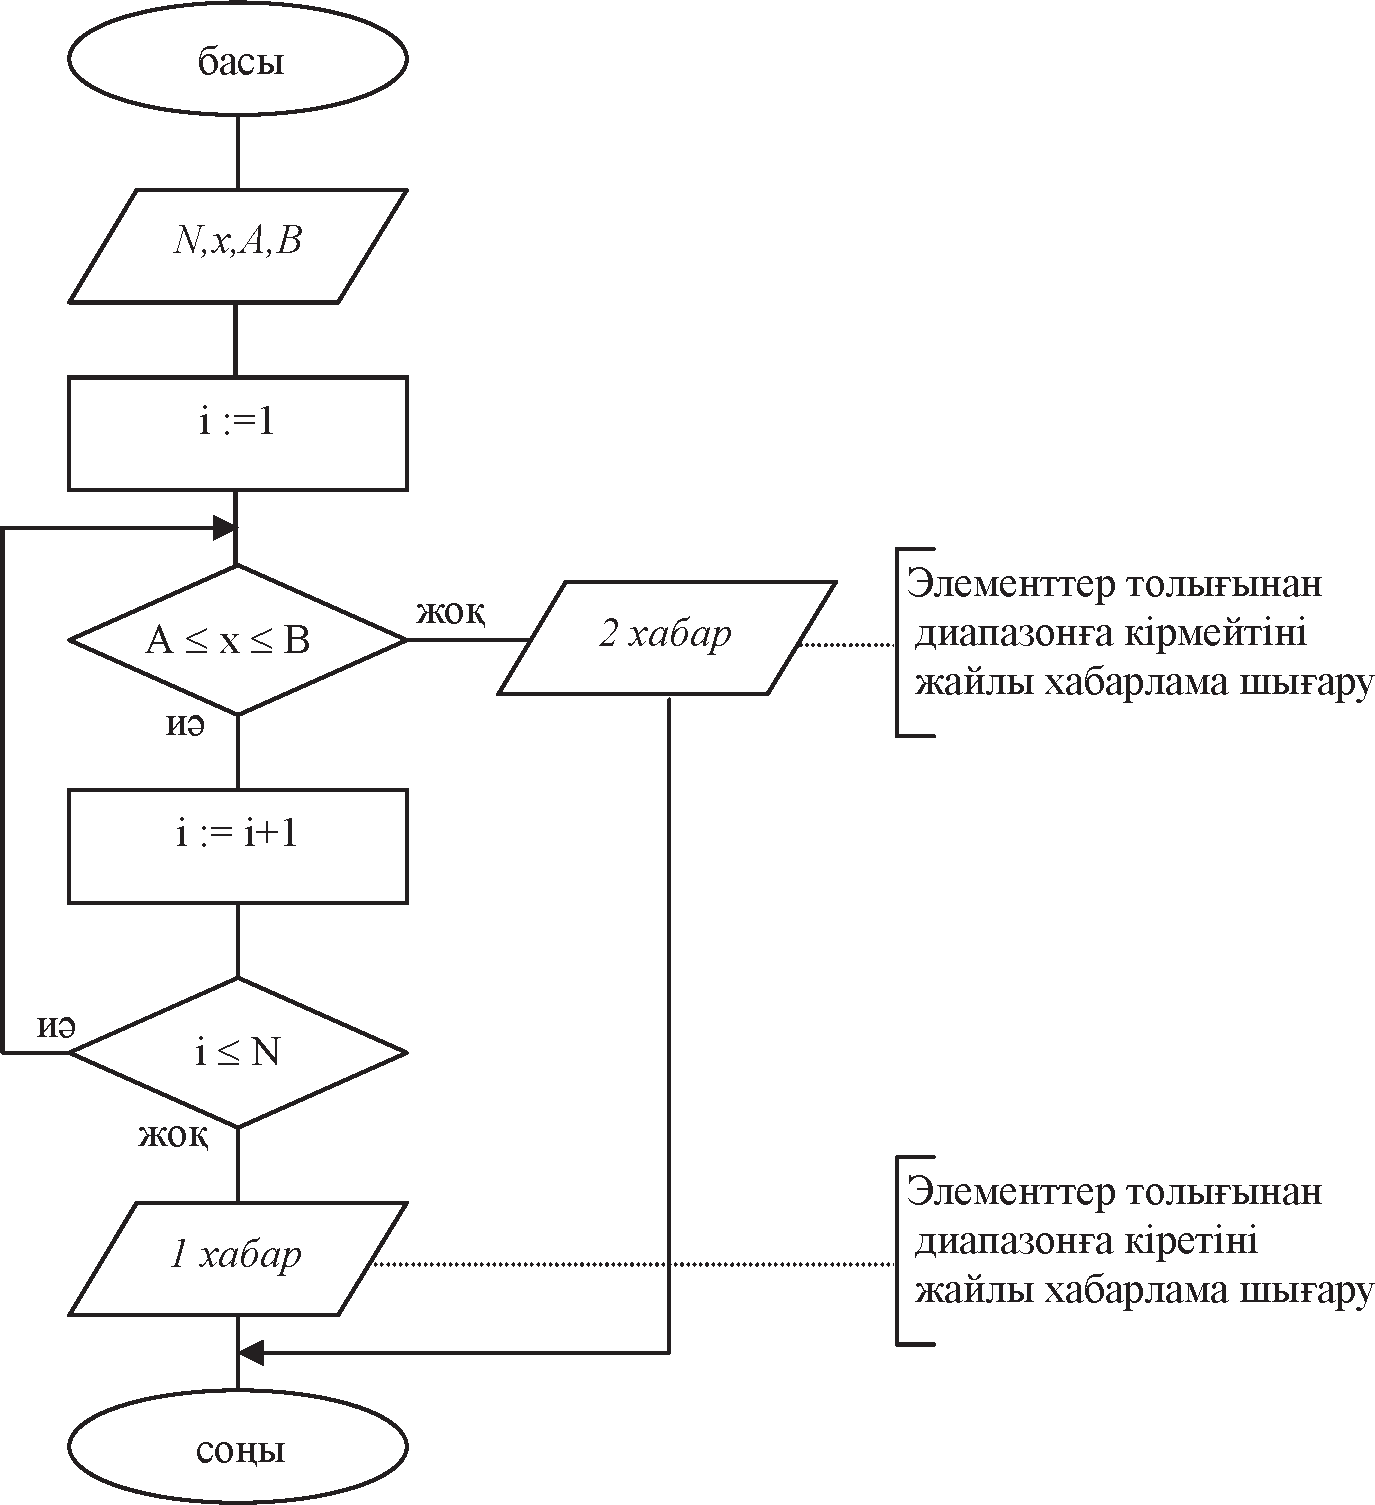 басы
N,x,A,B
i :=1
A ≤ x ≤ B
жоқ
2 хабар
Элементтер толығынан
диапазонға кірмейтіні
жайлы хабарлама шығару
иә
i := i+1
иә
i ≤ N
жоқ
1 хабар
Элементтер толығынан
диапазонға кіретіні
жайлы хабарлама шығару
соңы